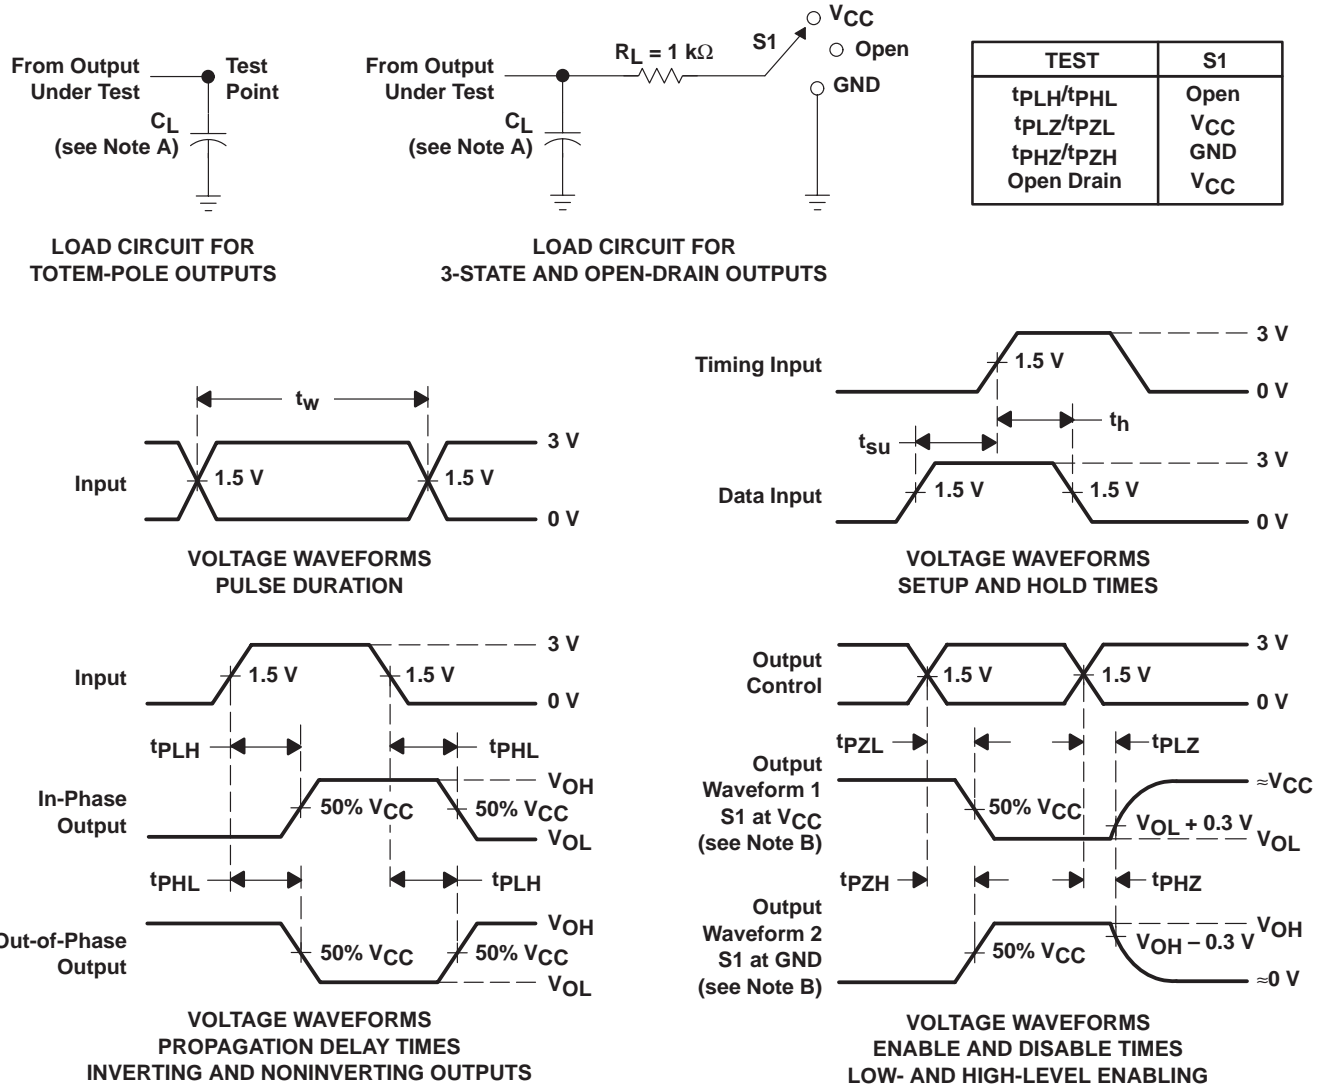 From Output
Under Test
Test
Point
CL
(see Note A)
LOAD CIRCUIT FOR
TOTEM-POLE OUTPUTS
From Output
Under Test
RL = 1 kΩ
S1
VCC
Open
GND
CL
(see Note A)
LOAD CIRCUIT FOR
3-STATE AND OPEN-DRAIN OUTPUTS
TEST S1
tPLH/tPHL Open
tPLZ/tPZL VCC
tPHZ/tPZH GND
Open Drain VCC
tw
Input
1.5 V
1.5 V
3 V
0 V
VOLTAGE WAVEFORMS
PULSE DURATION
Timing Input
1.5 V
3 V
0 V
tsu
th
Data Input
1.5 V
1.5 V
3 V
0 V
VOLTAGE WAVEFORMS
SETUP AND HOLD TIMES
Input
1.5 V
1.5 V
3 V
0 V
tPLH
tPHL
In-Phase
Output
50% VCC
50% VCC
VOH
VOL
tPHL
tPLH
Out-of-Phase
Output
50% VCC
50% VCC
VOH
VOL
VOLTAGE WAVEFORMS
PROPAGATION DELAY TIMES
INVERTING AND NONINVERTING OUTPUTS
Output
Control
1.5 V
1.5 V
3 V
0 V
tPZL
tPLZ
Output
Waveform 1
S1 at VCC
(see Note B)
50% VCC
VOL + 0.3 V
≈VCC
VOL
tPZH
tPHZ
Output
Waveform 2
S1 at GND
(see Note B)
50% VCC
VOH – 0.3 V
VOH
≈0 V
VOLTAGE WAVEFORMS
ENABLE AND DISABLE TIMES
LOW- AND HIGH-LEVEL ENABLING